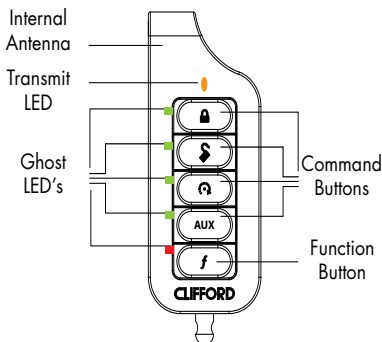 Internal
Antenna
Transmit
LED
Ghost
LED's
AUX
f
CLIFFORD
Command
Buttons
Function
Button